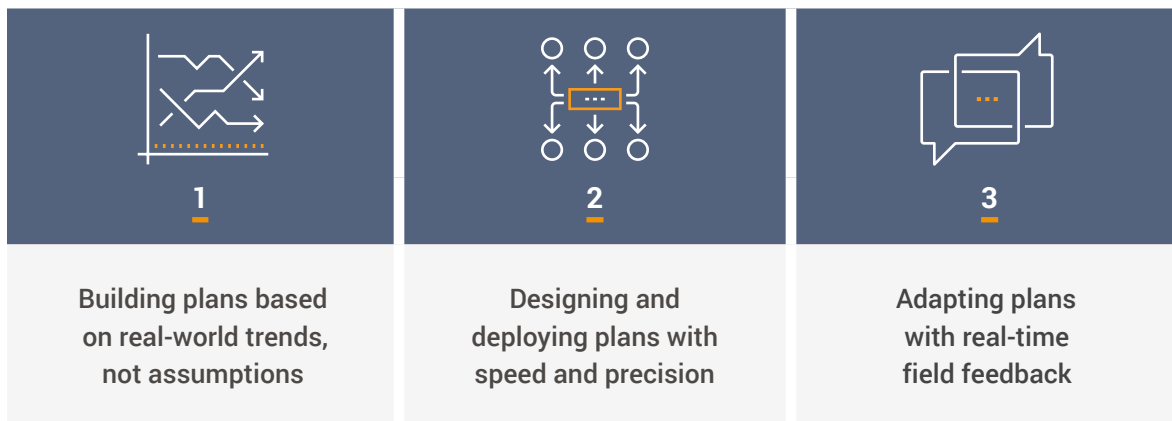 1
Building plans based
on real-world trends,
not assumptions
2
Designing and
deploying plans with
speed and precision
3
Adapting plans
with real-time
field feedback